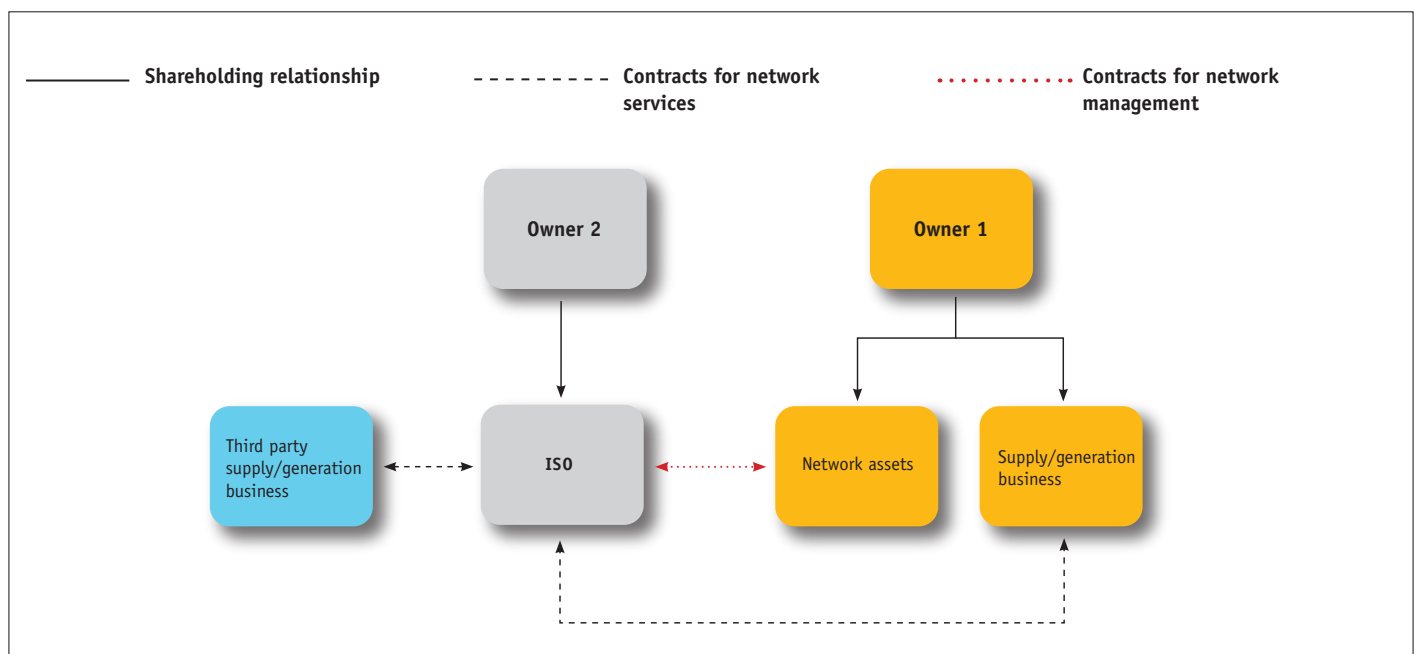 Shareholding relationship
Contracts for network
services
Contracts for network
management
Owner 2
Owner 1
Third party
supply/generation
business
ISO
Network assets
Supply/generation
business